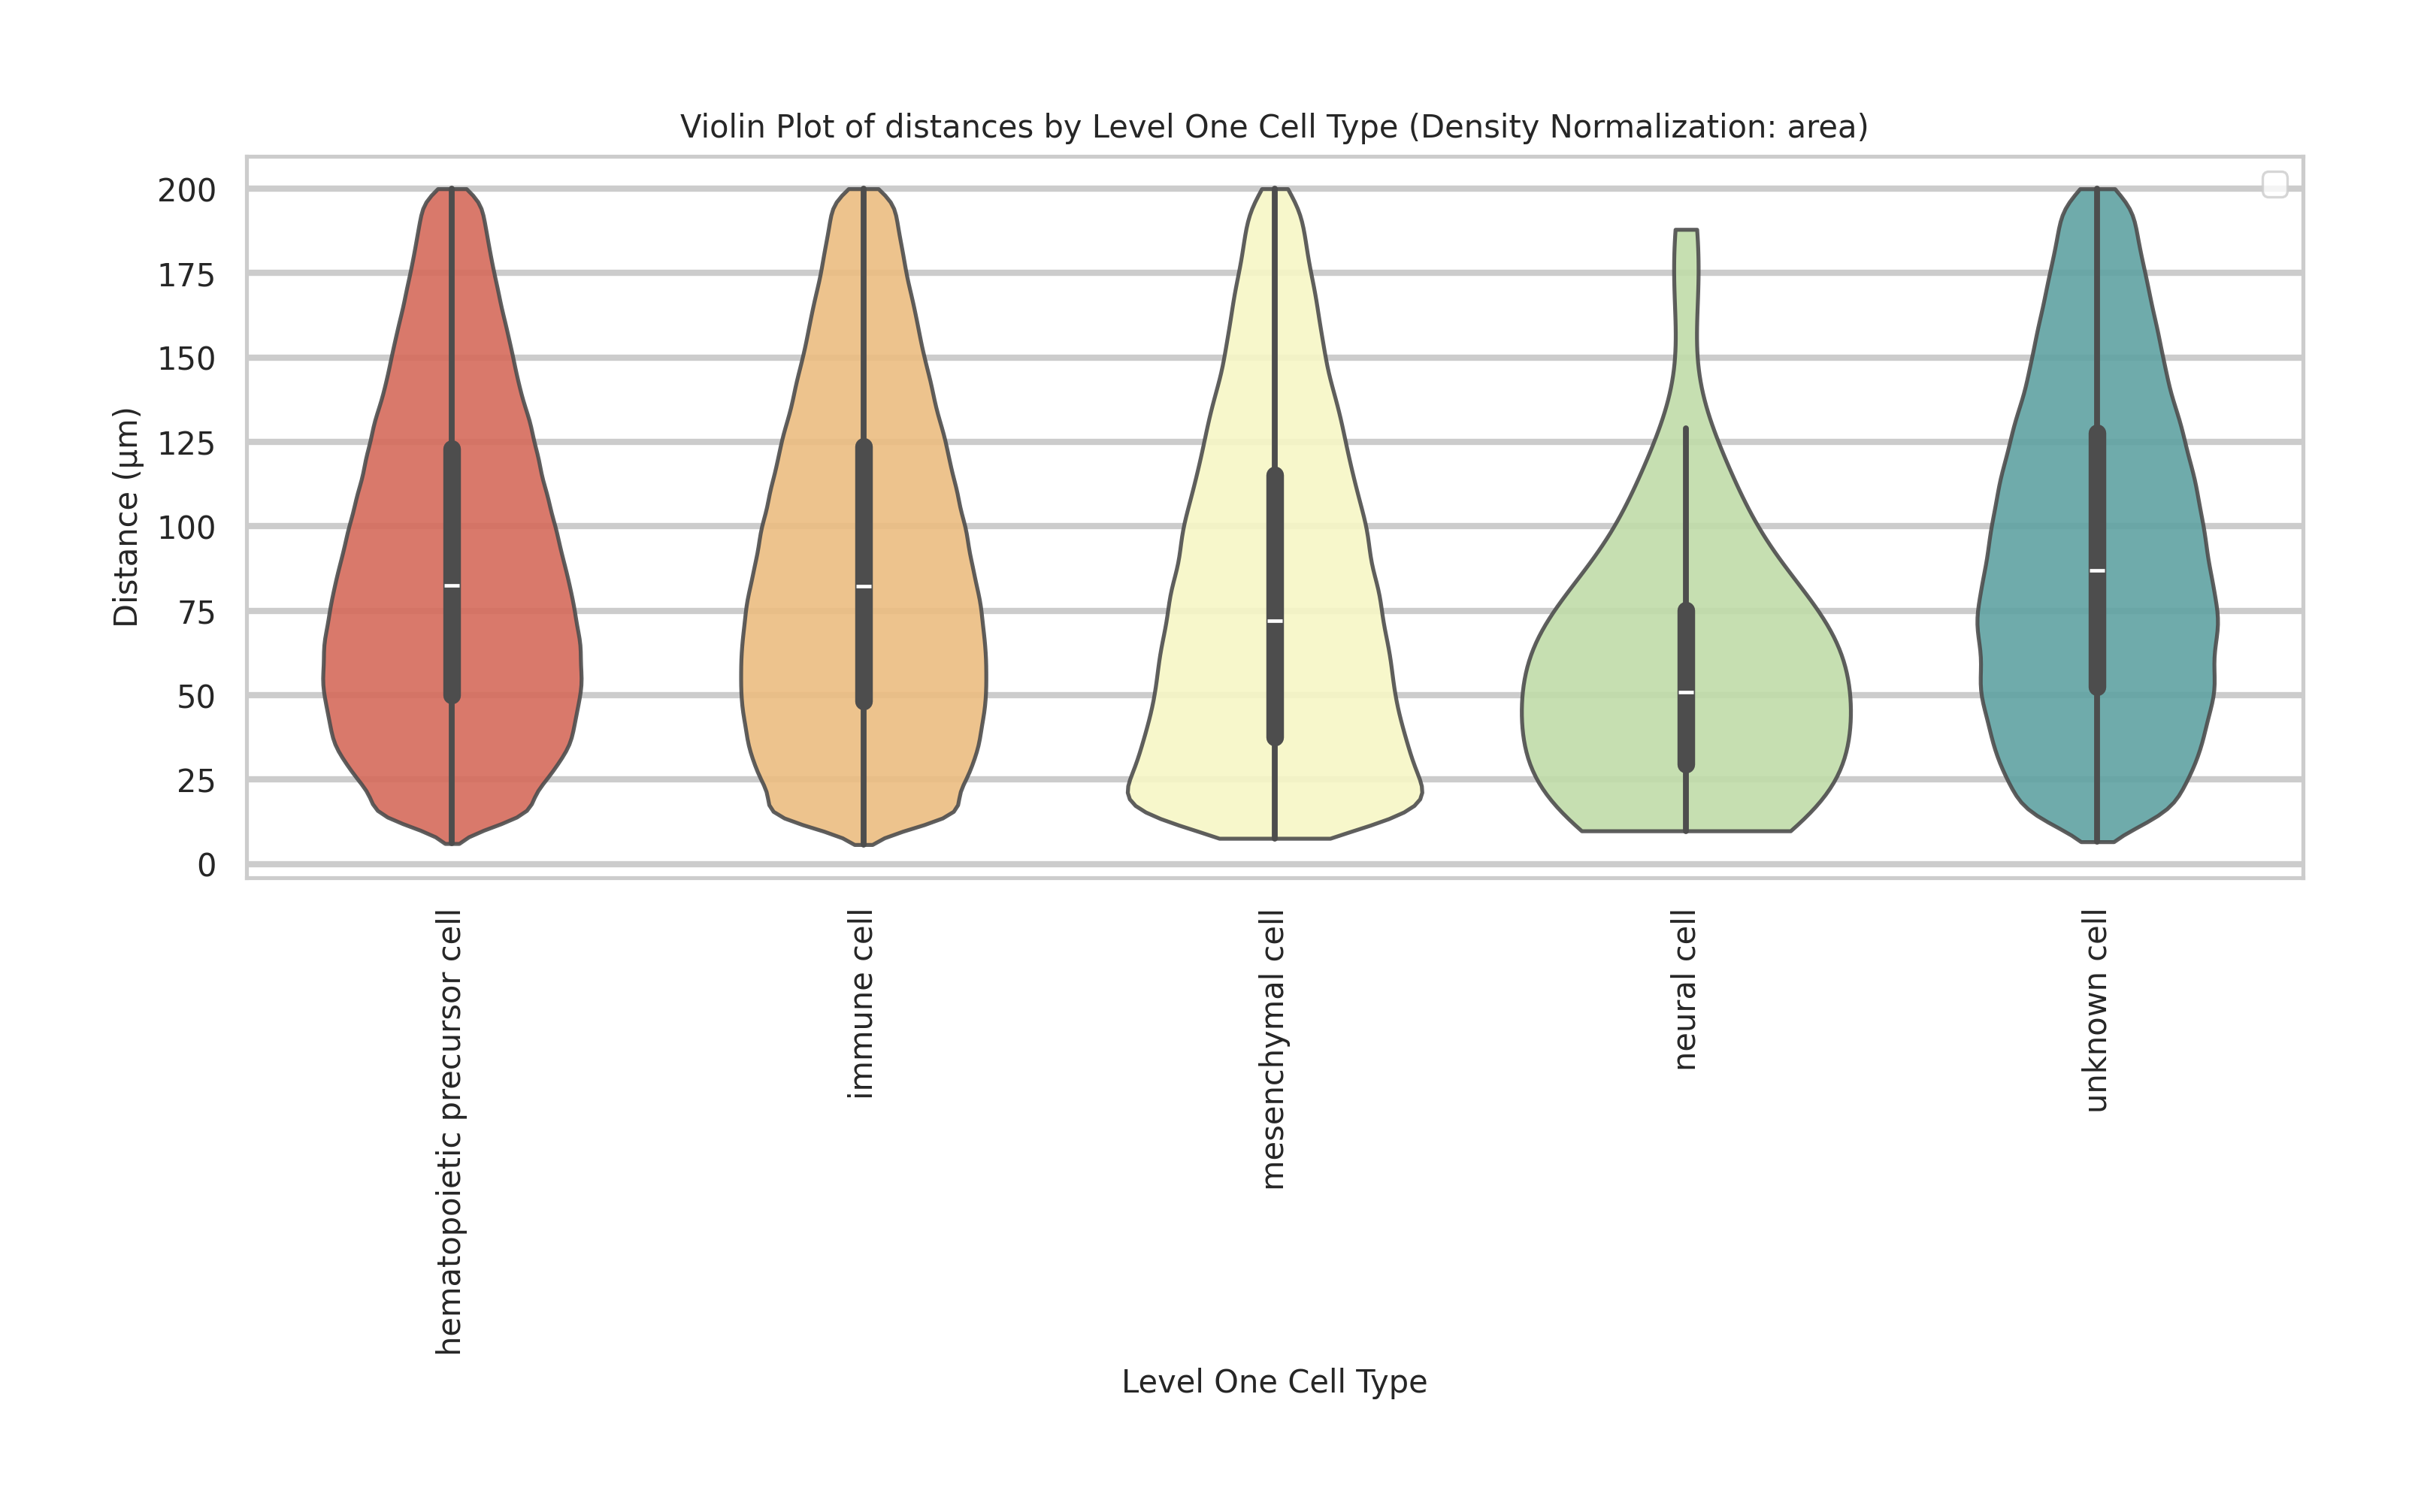 Violin Plot of distances by Level One Cell Type (Density Normalization: area)
Distance (µm)
200
175
150
125
100
75
50
25
0
hematopoietic precursor cell
immune cell
mesenchymal cell
neural cell
unknown cell
Level One Cell Type